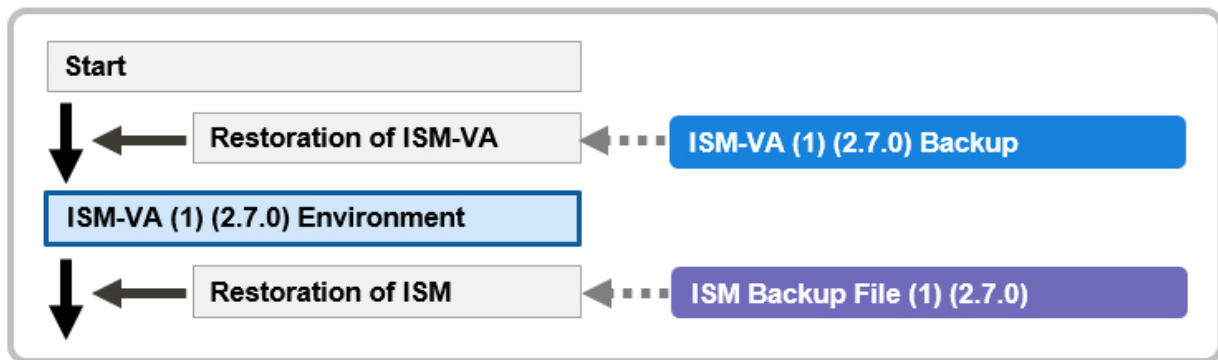 Start
Restoration of ISM-VA
ISM-VA (1) (2.7.0) Backup
ISM-VA (1) (2.7.0) Environment
Restoration of ISM
ISM Backup File (1) (2.7.0)